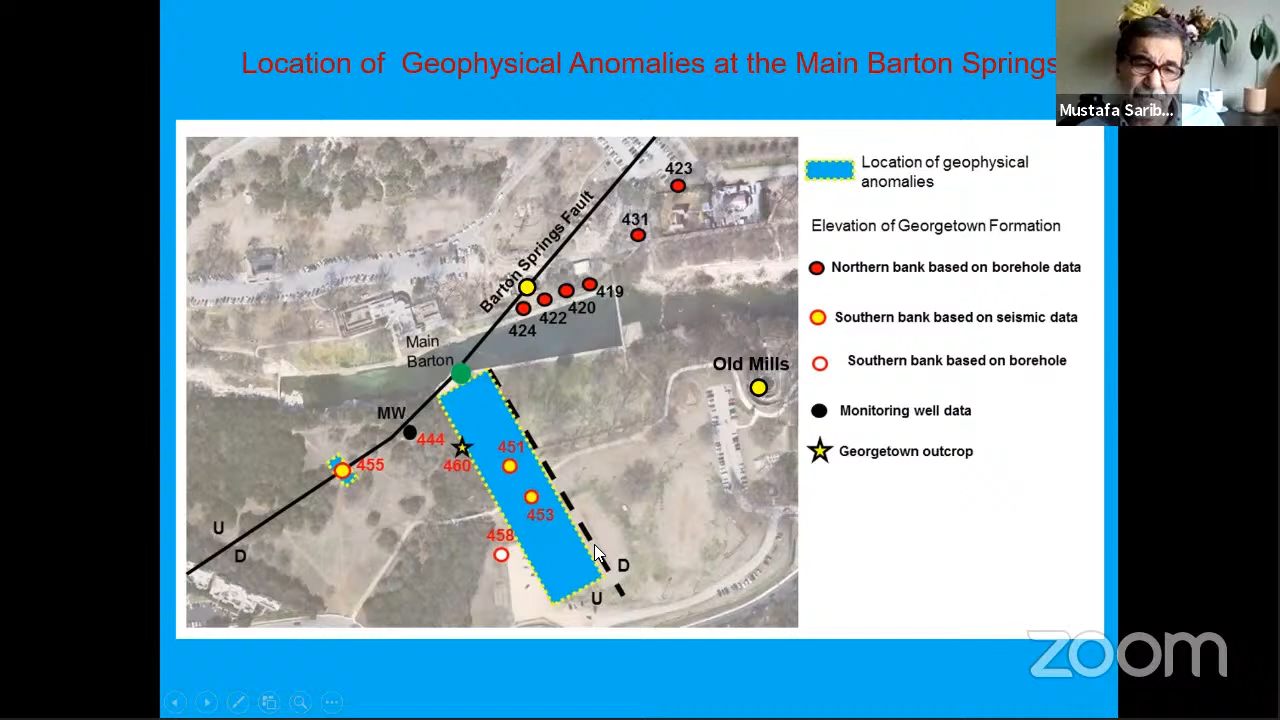 Location of Geophysical Anomalies at the Main Barton Springs
Mustafa Sarib...
423
431
Barton Springs Fault
419
420
422
424
Main
Barton
Old Mills
MW
444
451
460
455
453
458
U
D
D
U
Location of geophysical
anomalies
Elevation of Georgetown Formation
Northern bank based on borehole data
Southern bank based on seismic data
Southern bank based on borehole
Monitoring well data
Georgetown outcrop
zoom